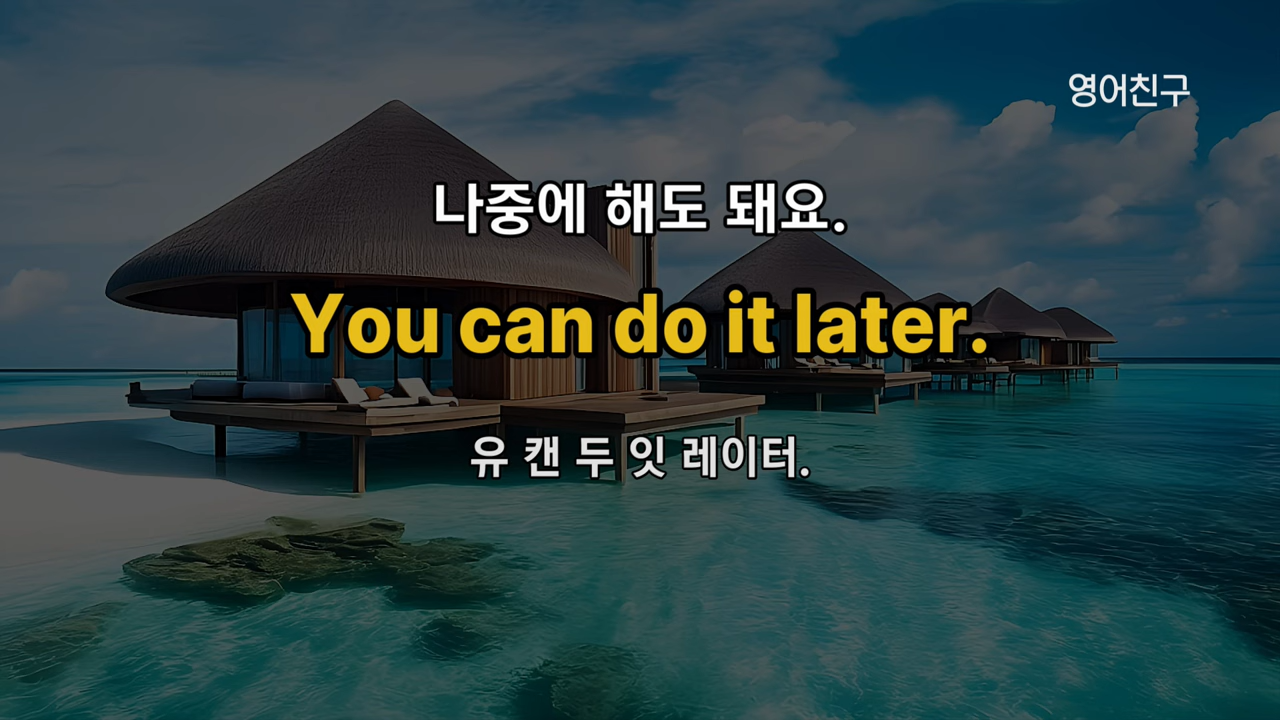 영어친구
나중에 해도 돼요.
You can do it later.
유 캔 두 잇 레이터.